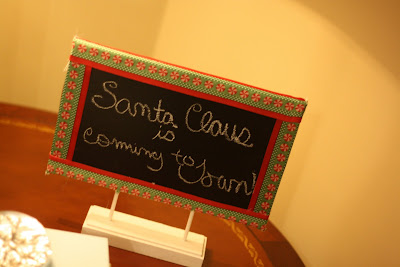 Santa Claus
is
coming to town!